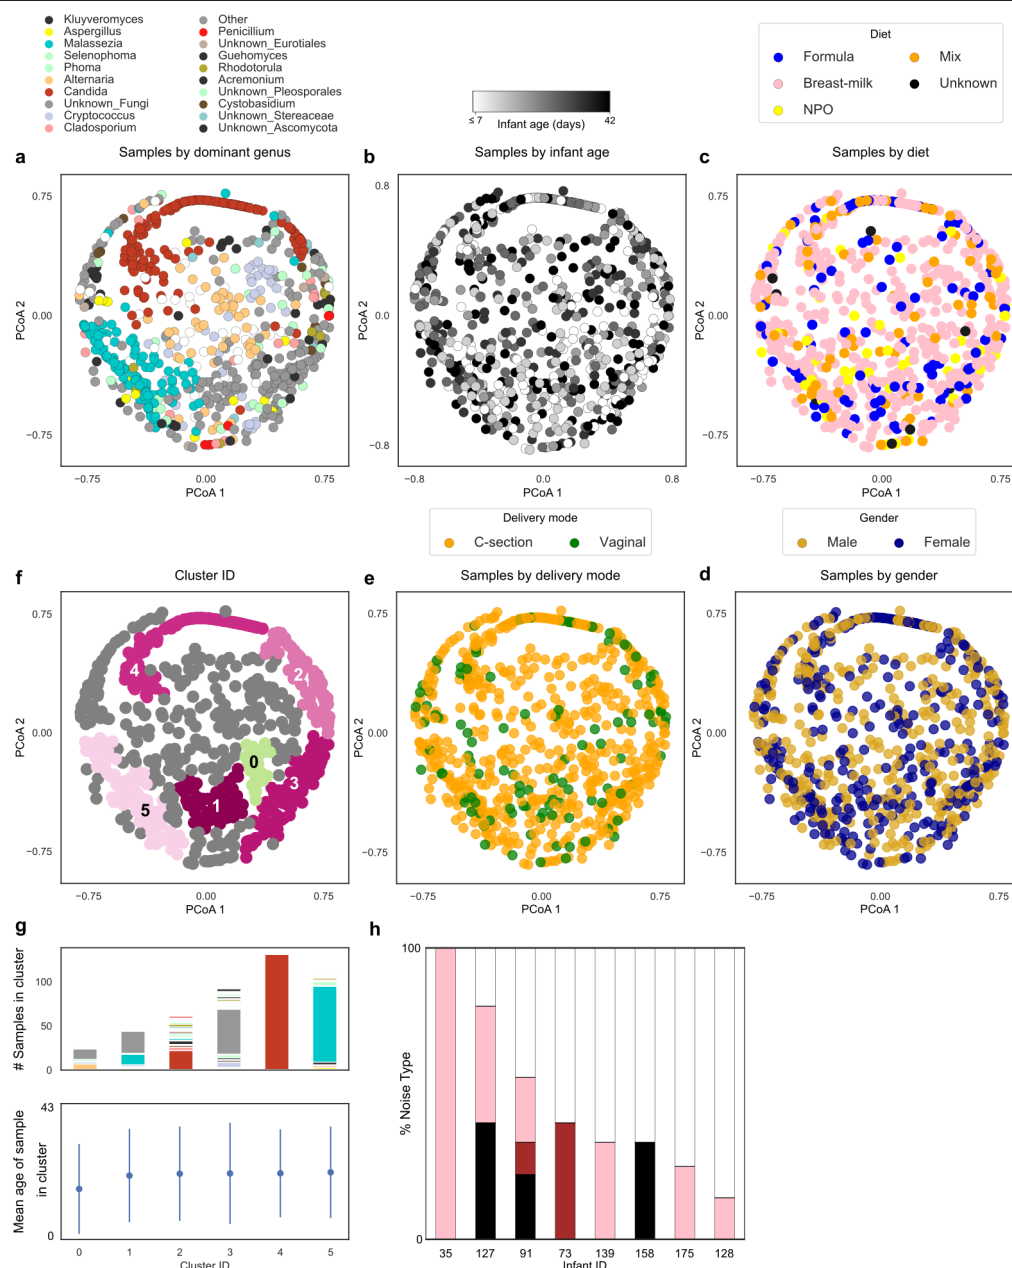 Kluyveromyces
Aspergillus
Malassezia
Selenophoma
Phoma
Alternaria
Candida
Unknown_Fungi
Cryptococcus
Cladosporium
Other
Penicillium
Unknown_Eurotiales
Guehomyces
Rhodotorula
Acremonium
Unknown_Pleosporales
Cystobasidium
Unknown_Stereaceae
Unknown_Ascomycota
≤ 7
42
Infant age (days)
Diet
Formula
Mix
Breast-milk
Unknown
NPO
a
Samples by dominant genus
0.75
0.00
−0.75
PCoA 2
−0.75
0.00
0.75
PCoA 1
b
Samples by infant age
0.8
0.0
−0.8
PCoA 2
−0.8
0.0
0.8
PCoA 1
c
Samples by diet
0.75
0.00
−0.75
PCoA 2
−0.75
0.00
0.75
PCoA 1
Delivery mode
C-section
Vaginal
Gender
Male
Female
f
Cluster ID
0.75
0.00
−0.75
PCoA 2
4
2
0
3
1
5
−0.75
0.00
0.75
PCoA 1
e
Samples by delivery mode
0.75
0.00
−0.75
PCoA 2
−0.75
0.00
0.75
PCoA 1
d
Samples by gender
0.75
0.00
−0.75
PCoA 2
−0.75
0.00
0.75
PCoA 1
g
# Samples in cluster
100
50
0
Mean age of sample
in cluster
43
0
0 1 2 3 4 5
Cluster ID
h
% Noise Type
100
0
35 127 91 73 139 158 175 128
Infant ID